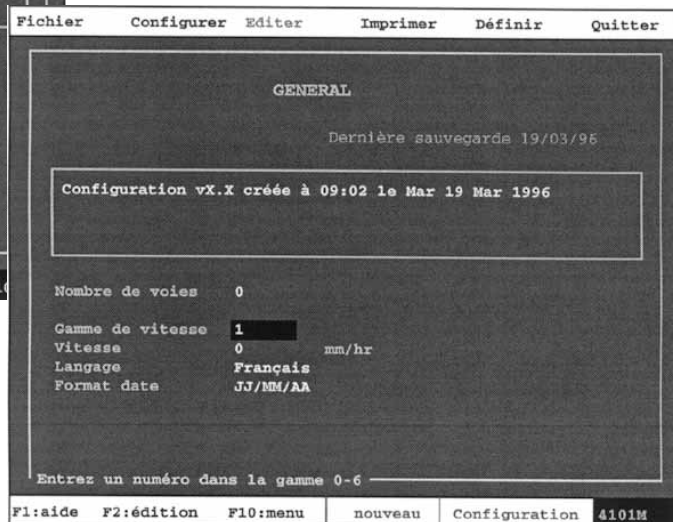 Fichier Configurer Editer Imprimer Définir Quitter
GENERAL
Dernière sauvegarde 19/03/96
Configuration vX.X créée à 09:02 le Mar 19 Mar 1996
Nombre de voies 0
Gamme de vitesse 1
Vitesse 0 mm/hr
Langage Français
Format date JJ/MM/AA
Entrez un numéro dans la gamme 0-6
F1:aide F2:édition F10:menu nouveau Configuration 4101M